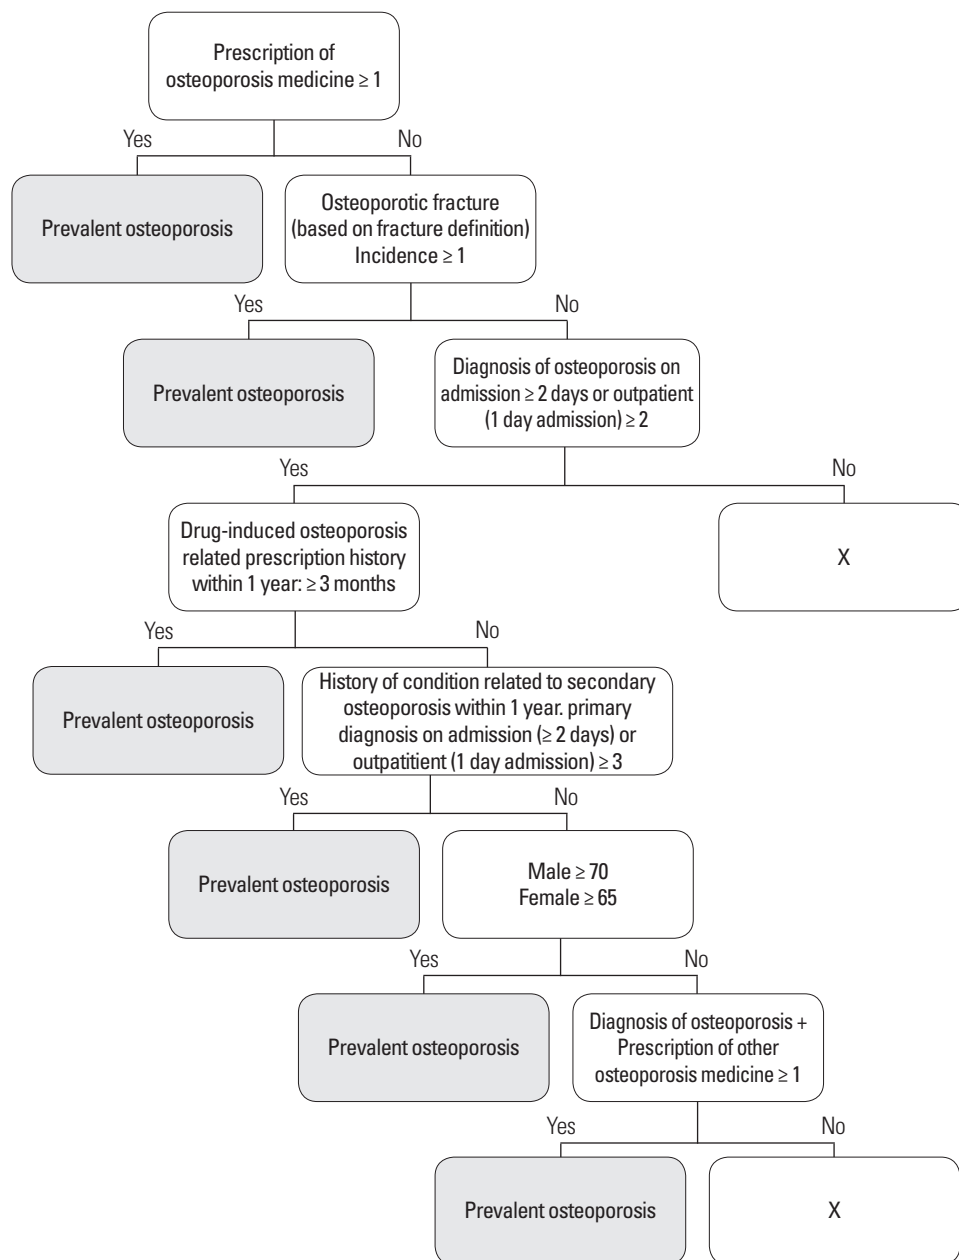 Prescription of
osteoporosis medicine ≥ 1
Yes
No
Prevalent osteoporosis
Osteoporotic fracture
(based on fracture definition)
Incidence ≥ 1
Yes
No
Prevalent osteoporosis
Diagnosis of osteoporosis on
admission ≥ 2 days or outpatient
(1 day admission) ≥ 2
Yes
No
Drug-induced osteoporosis
related prescription history
within 1 year: ≥ 3 months
X
Yes
No
Prevalent osteoporosis
History of condition related to secondary
osteoporosis within 1 year. primary
diagnosis on admission (≥ 2 days) or
outpatitient (1 day admission) ≥ 3
Yes
No
Prevalent osteoporosis
Male ≥ 70
Female ≥ 65
Yes
No
Prevalent osteoporosis
Diagnosis of osteoporosis +
Prescription of other
osteoporosis medicine ≥ 1
Yes
No
Prevalent osteoporosis
X